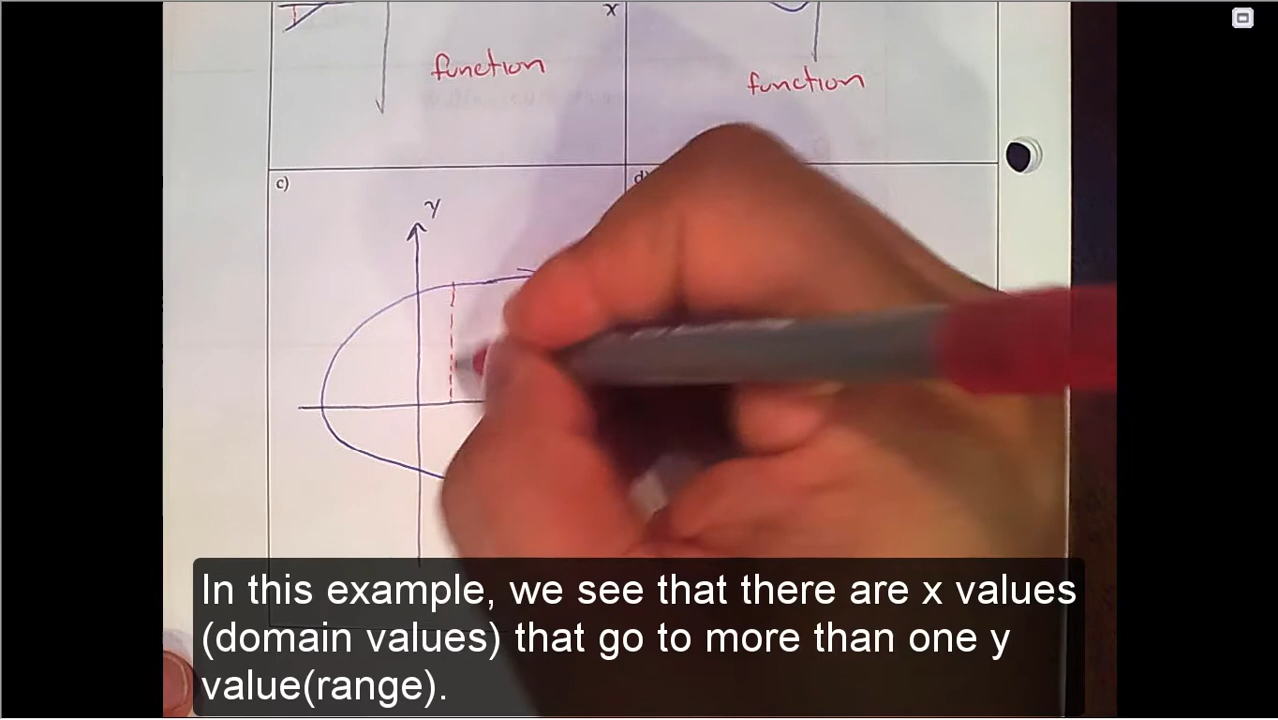 x
function
function
c)
d)
y
In this example, we see that there are x values
(domain values) that go to more than one y
value(range).